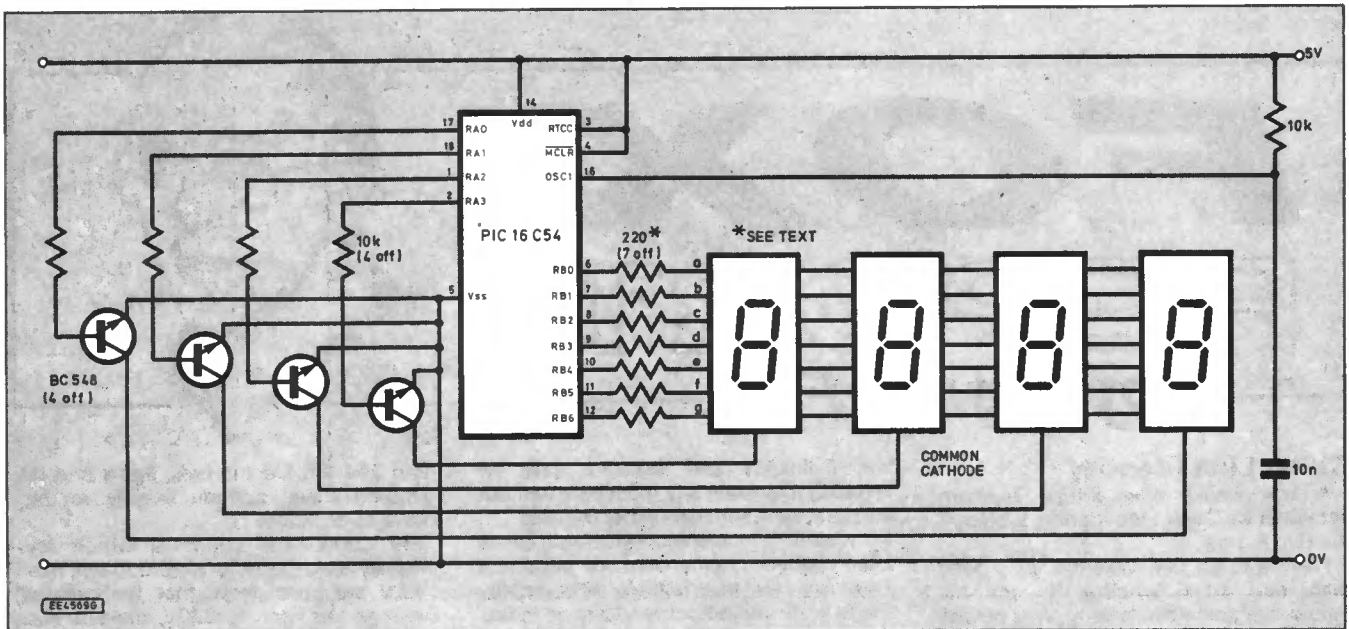 5V
14
Vdd
17 RA0
18 RA1
1 RA2
2 RA3
RTCC 3
MCLR 4
OSC1 16
10k
PIC 16 C54
10k
(4 off)
220*
(7 off)
*SEE TEXT
5 Vss
RB0 6 a
RB1 7 b
RB2 8 c
RB3 9 d
RB4 10 e
RB5 11 f
RB6 12 g
BC548
(4 off)
COMMON
CATHODE
10n
0V
EE4569G